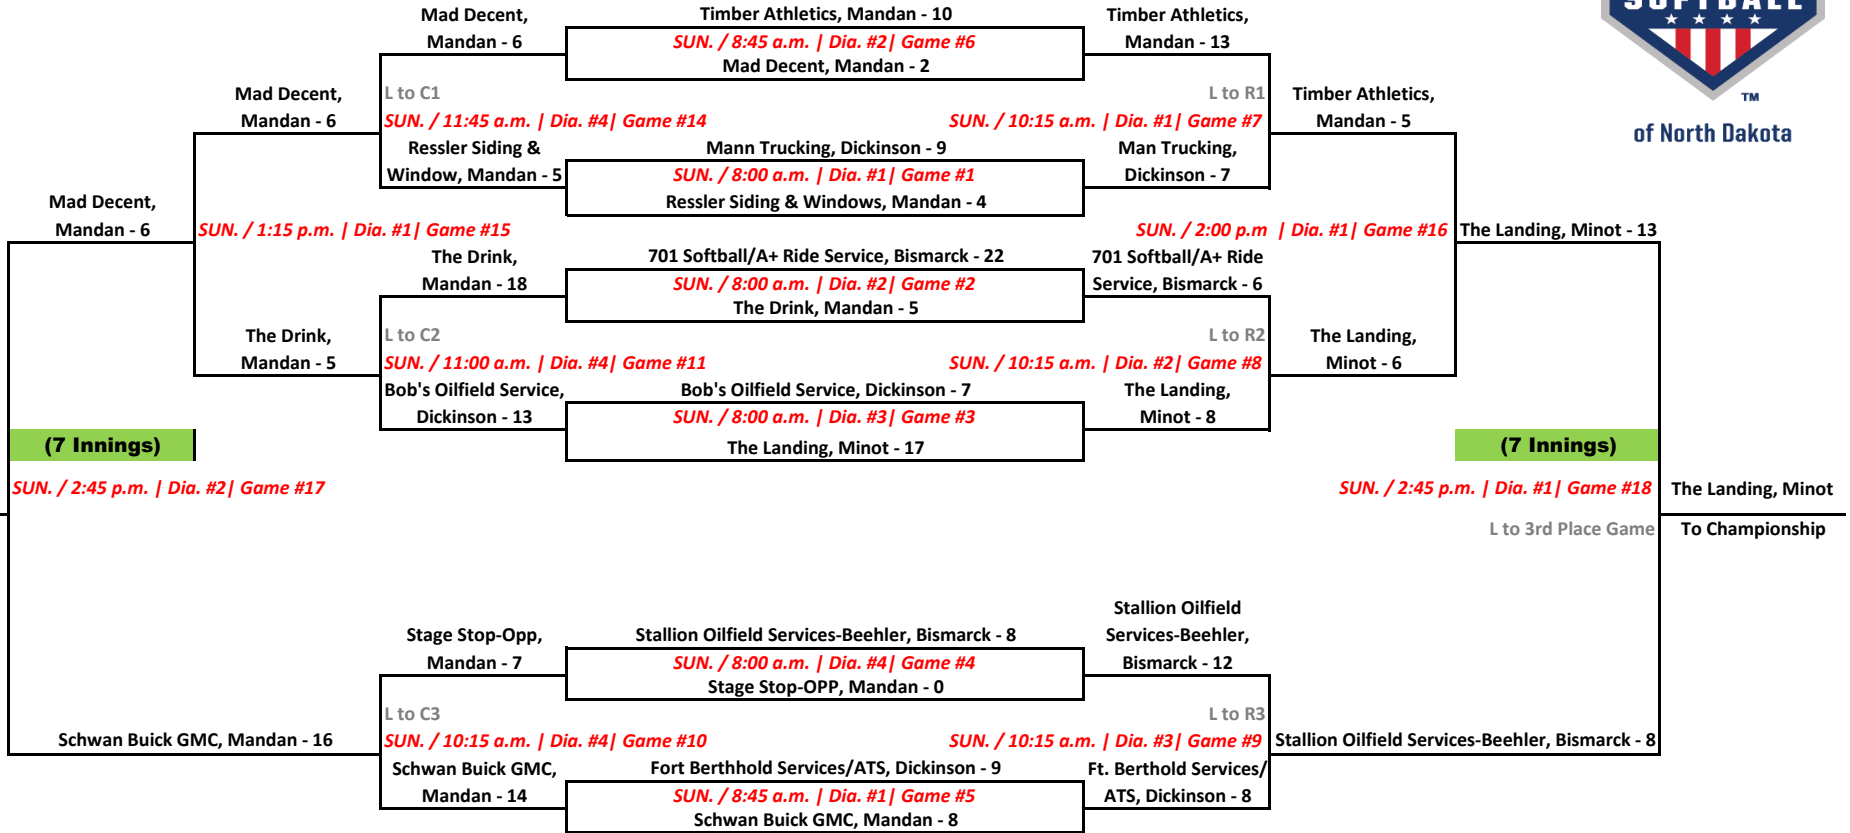 SOFTBALL
TM
of North Dakota
Mad Decent,
Mandan - 6
Timber Athletics, Mandan - 10
SUN. / 8:45 a.m. | Dia. #2| Game #6
Mad Decent, Mandan - 2
Timber Athletics,
Mandan - 13
Mad Decent,
Mandan - 6
L to C1
SUN. / 11:45 a.m. | Dia. #4| Game #14
L to R1
SUN. / 10:15 a.m. | Dia. #1| Game #7
Timber Athletics,
Mandan - 5
Ressler Siding &
Window, Mandan - 5
Mann Trucking, Dickinson - 9
SUN. / 8:00 a.m. | Dia. #1| Game #1
Ressler Siding & Windows, Mandan - 4
Man Trucking,
Dickinson - 7
Mad Decent,
Mandan - 6
SUN. / 1:15 p.m. | Dia. #1| Game #15
SUN. / 2:00 p.m | Dia. #1| Game #16
The Landing, Minot - 13
The Drink,
Mandan - 18
701 Softball/A+ Ride Service, Bismarck - 22
SUN. / 8:00 a.m. | Dia. #2| Game #2
The Drink, Mandan - 5
701 Softball/A+ Ride
Service, Bismarck - 6
The Drink,
Mandan - 5
L to C2
SUN. / 11:00 a.m. | Dia. #4| Game #11
L to R2
SUN. / 10:15 a.m. | Dia. #2| Game #8
The Landing,
Minot - 6
Bob's Oilfield Service,
Dickinson - 13
Bob's Oilfield Service, Dickinson - 7
SUN. / 8:00 a.m. | Dia. #3| Game #3
The Landing, Minot - 17
The Landing,
Minot - 8
(7 Innings)
(7 Innings)
SUN. / 2:45 p.m. | Dia. #2| Game #17
SUN. / 2:45 p.m. | Dia. #1| Game #18
The Landing, Minot
L to 3rd Place Game
To Championship
Stage Stop-Opp,
Mandan - 7
Stallion Oilfield Services-Beehler, Bismarck - 8
SUN. / 8:00 a.m. | Dia. #4| Game #4
Stage Stop-OPP, Mandan - 0
Stallion Oilfield
Services-Beehler,
Bismarck - 12
L to C3
L to R3
Schwan Buick GMC, Mandan - 16
SUN. / 10:15 a.m. | Dia. #4| Game #10
SUN. / 10:15 a.m. | Dia. #3| Game #9
Stallion Oilfield Services-Beehler, Bismarck - 8
Schwan Buick GMC,
Mandan - 14
Fort Berthhold Services/ATS, Dickinson - 9
SUN. / 8:45 a.m. | Dia. #1| Game #5
Schwan Buick GMC, Mandan - 8
Ft. Berthold Services/
ATS, Dickinson - 8